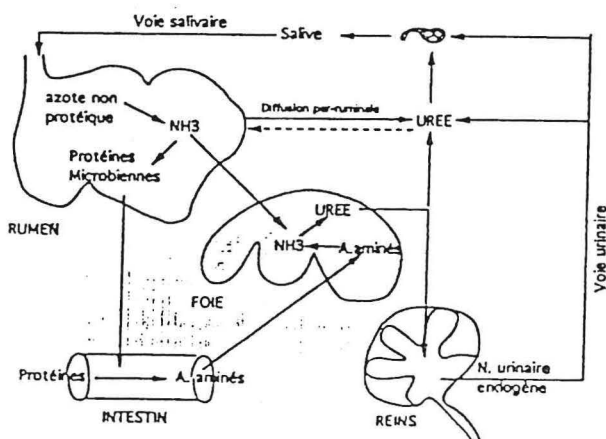 Voie salivaire
Salive
azote non
protéique
NH3
Diffusion per-ruminale
UREE
Protéines
Microbiennes
RUMEN
UREE
NH3
A. aminés
FOIE
Voie urinaire
Protéines
A. aminés
INTESTIN
N. urinaire
endogène
REINS